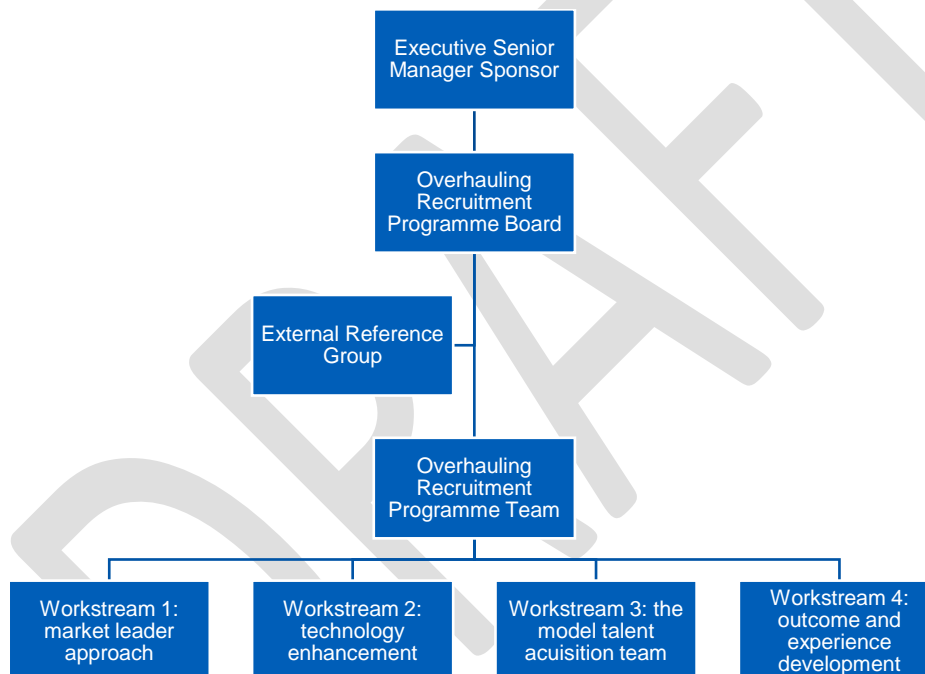 Executive Senior
Manager Sponsor
Overhauling
Recruitment
Programme Board
External Reference
Group
Overhauling
Recruitment
Programme Team
Workstream 1:
market leader
approach
Workstream 2:
technology
enhancement
Workstream 3: the
model talent
acuisition team
Workstream 4:
outcome and
experience
development
DRAFT